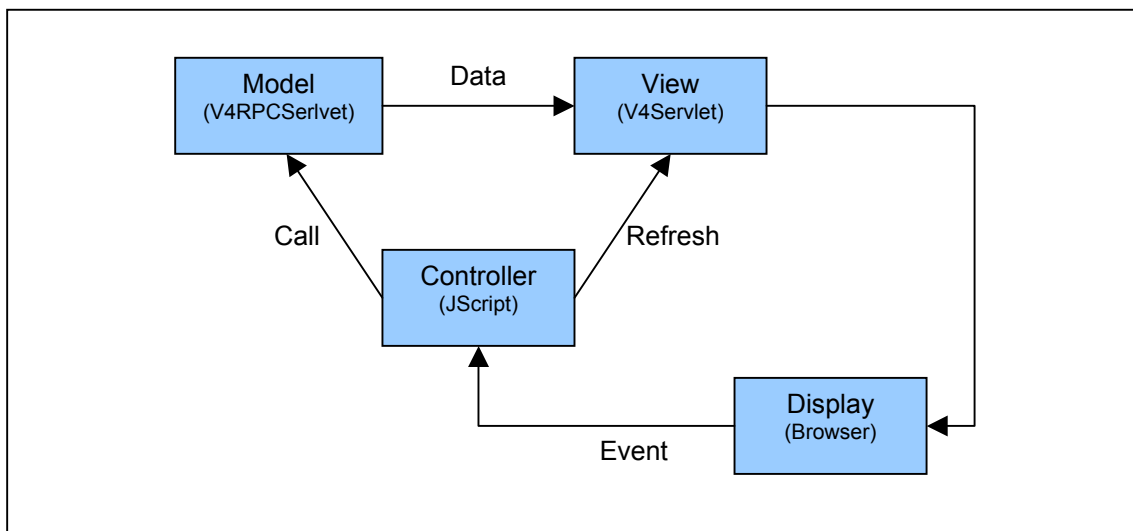 Model
(V4RPCSerlvet)
Data
View
(V4Servlet)
Call
Refresh
Controller
(JScript)
Display
(Browser)
Event